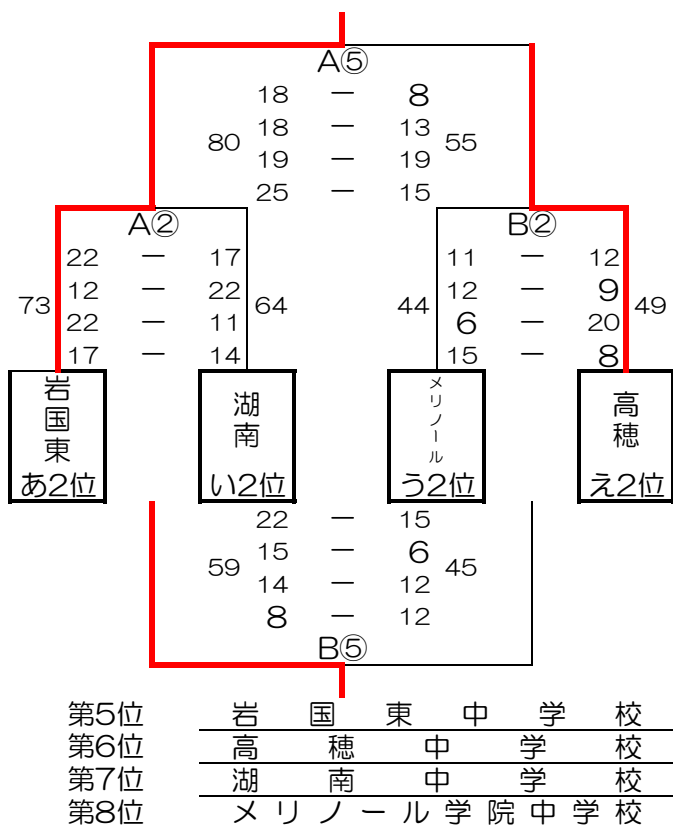 A⑤
18 － 8
18 － 13
80 55
19 － 19
25 － 15
A② B②
22 － 17 11 － 12
12 － 22 12 － 9
73 64 44 49
22 － 11 6 － 20
17 － 14 15 － 8
岩国東 湖南 メリノール 高穂
あ2位 い2位 う2位 え2位
22 － 15
15 － 6
59 45
14 － 12
8 － 12
B⑤
第5位 岩国東中学校
第6位 高穂中学校
第7位 湖南中学校
第8位 メリノール学院中学校